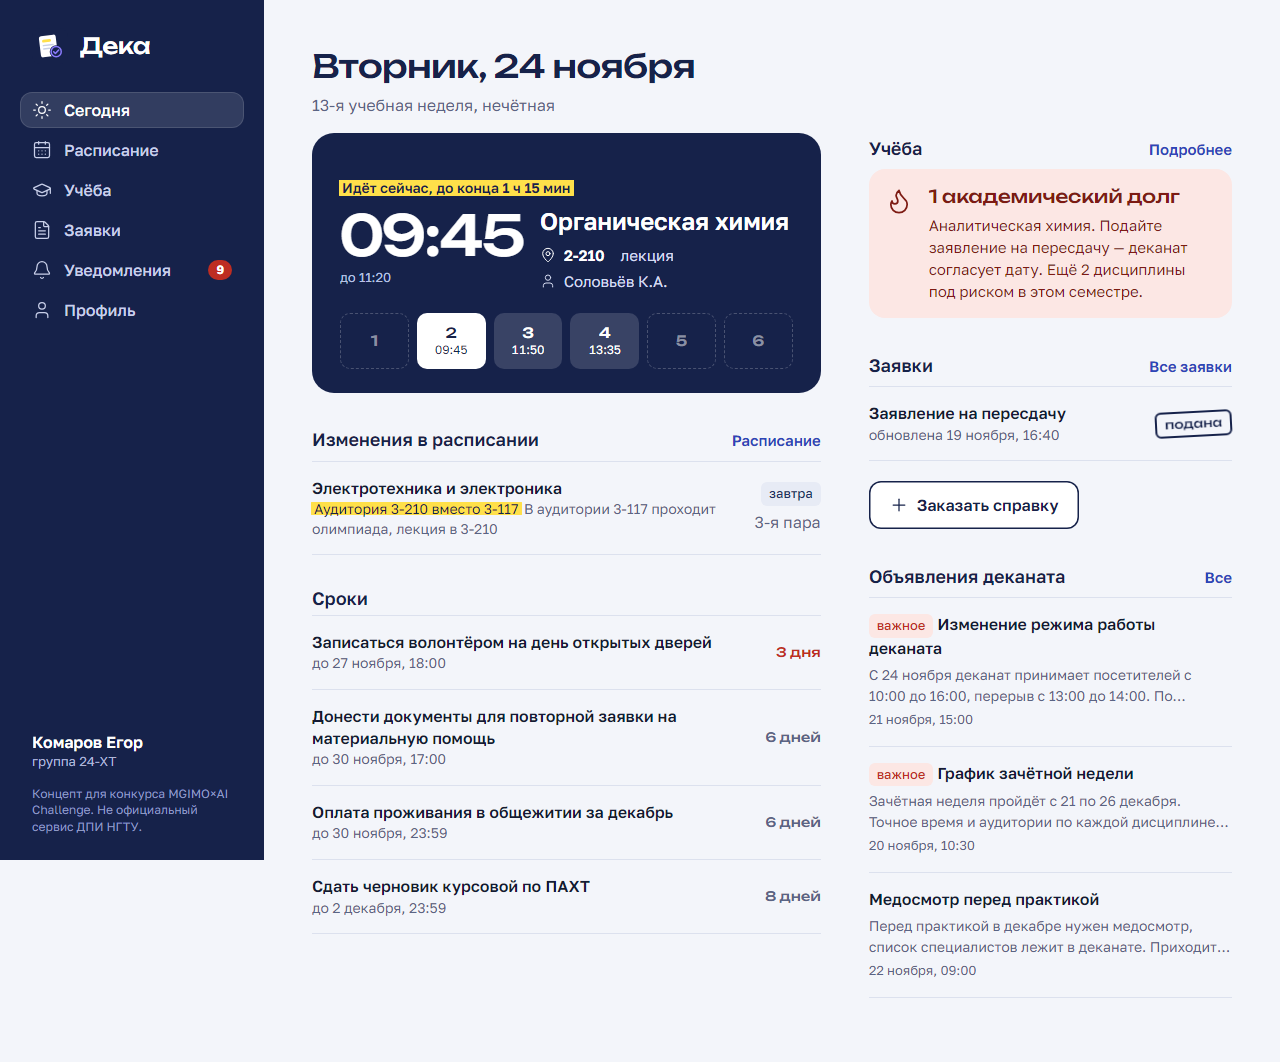 Дека
Сегодня
Расписание
Учёба
Заявки
Уведомления 9
Профиль
Комаров Егор
группа 24-ХТ
Концепт для конкурса MGIMO×AI
Challenge. Не официальный
сервис ДПИ НГТУ.
Вторник, 24 ноября
13-я учебная неделя, нечётная
Идёт сейчас, до конца 1 ч 15 мин
09:45
до 11:20
Органическая химия
2-210 лекция
Соловьёв К.А.
1
2
09:45
3
11:50
4
13:35
5
6
Изменения в расписании Расписание
Электротехника и электроника
Аудитория 3-210 вместо 3-117 В аудитории 3-117 проходит
олимпиада, лекция в 3-210
завтра
3-я пара
Сроки
Записаться волонтёром на день открытых дверей
до 27 ноября, 18:00
3 дня
Донести документы для повторной заявки на
материальную помощь
до 30 ноября, 17:00
6 дней
Оплата проживания в общежитии за декабрь
до 30 ноября, 23:59
6 дней
Сдать черновик курсовой по ПАХТ
до 2 декабря, 23:59
8 дней
Учёба Подробнее
1 академический долг
Аналитическая химия. Подайте
заявление на пересдачу — деканат
согласует дату. Ещё 2 дисциплины
под риском в этом семестре.
Заявки Все заявки
Заявление на пересдачу
обновлена 19 ноября, 16:40
подана
Заказать справку
Объявления деканата Все
важное Изменение режима работы
деканата
С 24 ноября деканат принимает посетителей с
10:00 до 16:00, перерыв с 13:00 до 14:00. По…
21 ноября, 15:00
важное График зачётной недели
Зачётная неделя пройдёт с 21 по 26 декабря.
Точное время и аудитории по каждой дисциплине…
20 ноября, 10:30
Медосмотр перед практикой
Перед практикой в декабре нужен медосмотр,
список специалистов лежит в деканате. Приходит…
22 ноября, 09:00